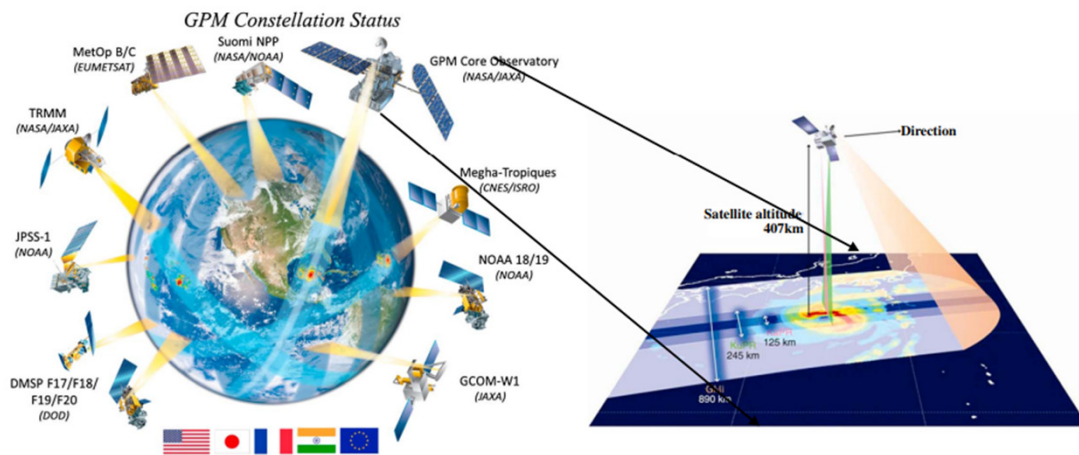 GPM Constellation Status
MetOp B/C
(EUMETSAT)
Suomi NPP
(NASA/NOAA)
GPM Core Observatory
(NASA/JAXA)
TRMM
(NASA/JAXA)
Megha-Tropiques
(CNES/ISRO)
JPSS-1
(NOAA)
NOAA 18/19
(NOAA)
DMSP F17/F18/
F19/F20
(DOD)
GCOM-W1
(JAXA)
Direction
Satellite altitude
407km
125 km
245 km
GMI
890 km